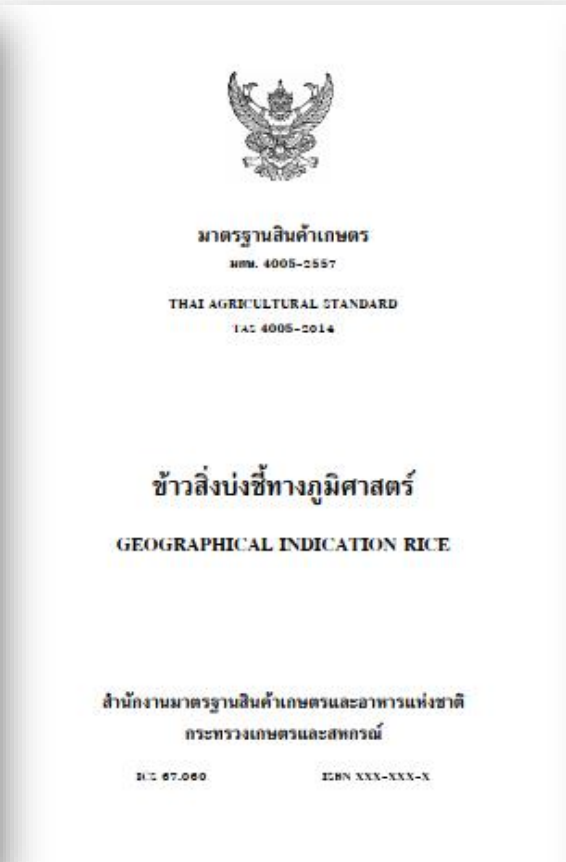 มาตรฐานสินค้าเกษตร
มกษ. 4005-2557
THAI AGRICULTURAL STANDARD
TAS 4005-2014
ข้าวสิ่งบ่งชี้ทางภูมิศาสตร์
GEOGRAPHICAL INDICATION RICE
สำนักงานมาตรฐานสินค้าเกษตรและอาหารแห่งชาติ
กระทรวงเกษตรและสหกรณ์
ICS 67.060 ISBN XXX-XXX-X